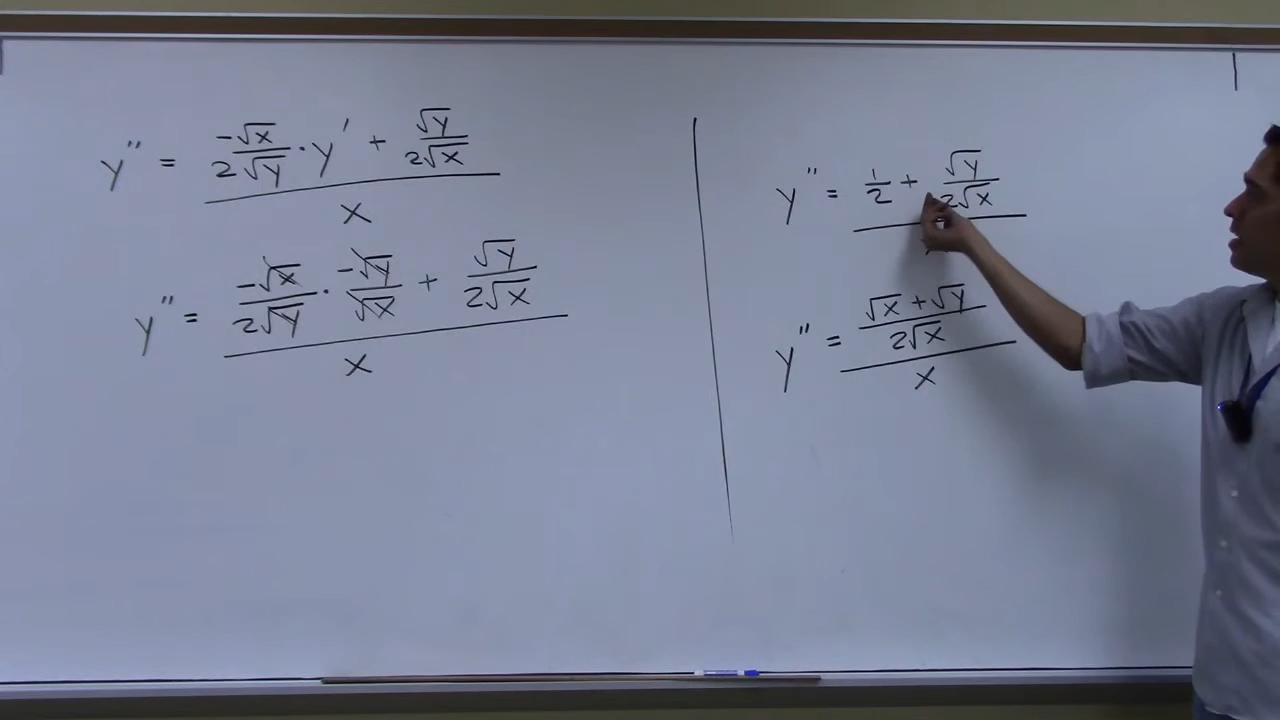 y'' = (-√x / 2√y · y' + √y / 2√x) / x
y'' = (-√x / 2√y · -√y / √x + √y / 2√x) / x
y'' = (1/2 + √y / 2√x) /
y'' = ((√x + √y) / 2√x) / x